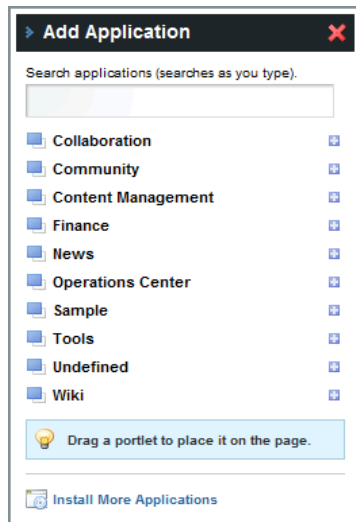 Add Application
Search applications (searches as you type).
Collaboration
Community
Content Management
Finance
News
Operations Center
Sample
Tools
Undefined
Wiki
Drag a portlet to place it on the page.
Install More Applications